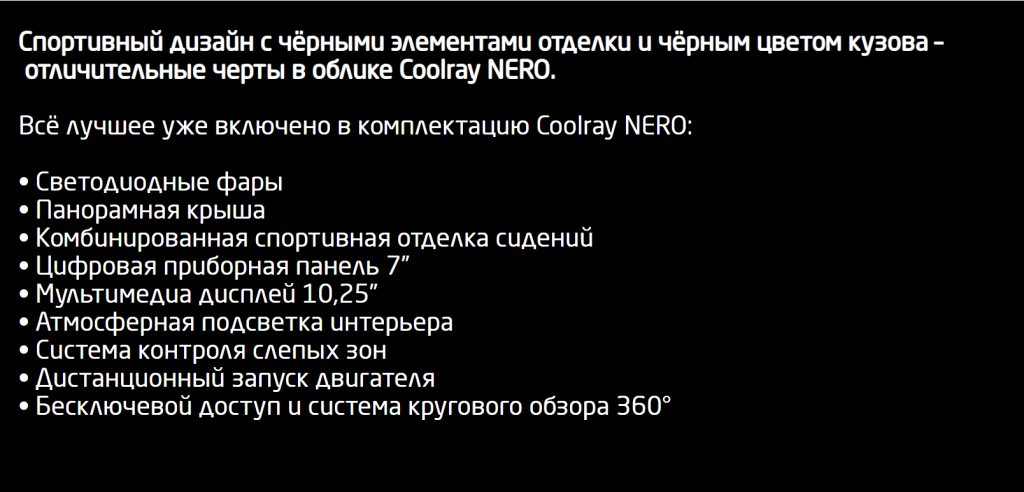 Спортивный дизайн с чёрными элементами отделки и чёрным цветом кузова –
отличительные черты в облике Coolray NERO.
Всё лучшее уже включено в комплектацию Coolray NERO:
• Светодиодные фары
• Панорамная крыша
• Комбинированная спортивная отделка сидений
• Цифровая приборная панель 7”
• Мультимедиа дисплей 10,25”
• Атмосферная подсветка интерьера
• Система контроля слепых зон
• Дистанционный запуск двигателя
• Бесключевой доступ и система кругового обзора 360°